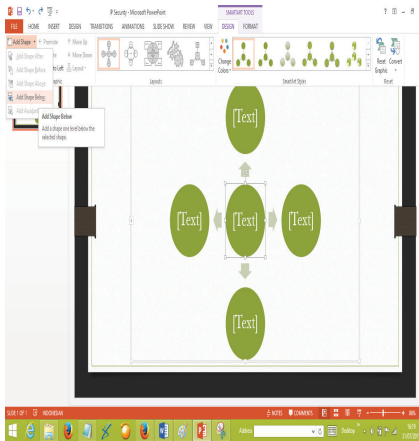 IP Security - Microsoft PowerPoint
SMARTART TOOLS
FILE HOME INSERT DESIGN TRANSITIONS ANIMATIONS SLIDE SHOW REVIEW VIEW DESIGN FORMAT
Add Shape Promote Move Up
Add Shape After Move Down
Add Shape Before to Left Layout
Add Shape Above
Add Shape Below
Add Assistant
Add Shape Below
Add a shape one level below the
selected shape.
Layouts
Change
Colors
SmartArt Styles
Reset
Graphic
Convert
Reset
[Text]
[Text]
[Text]
[Text]
[Text]
SLIDE 1 OF 1 INDONESIAN NOTES COMMENTS
Address Desktop